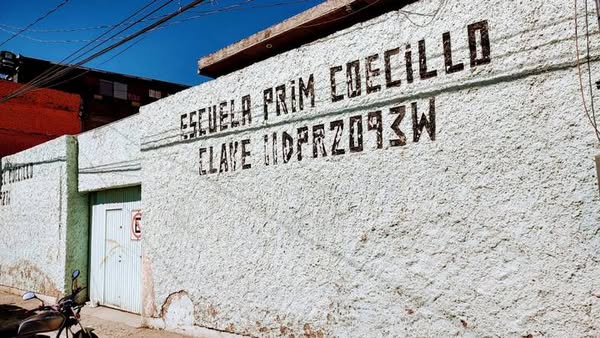 ESCUELA PRIM COECILLO
CLAVE 11DPR2093W